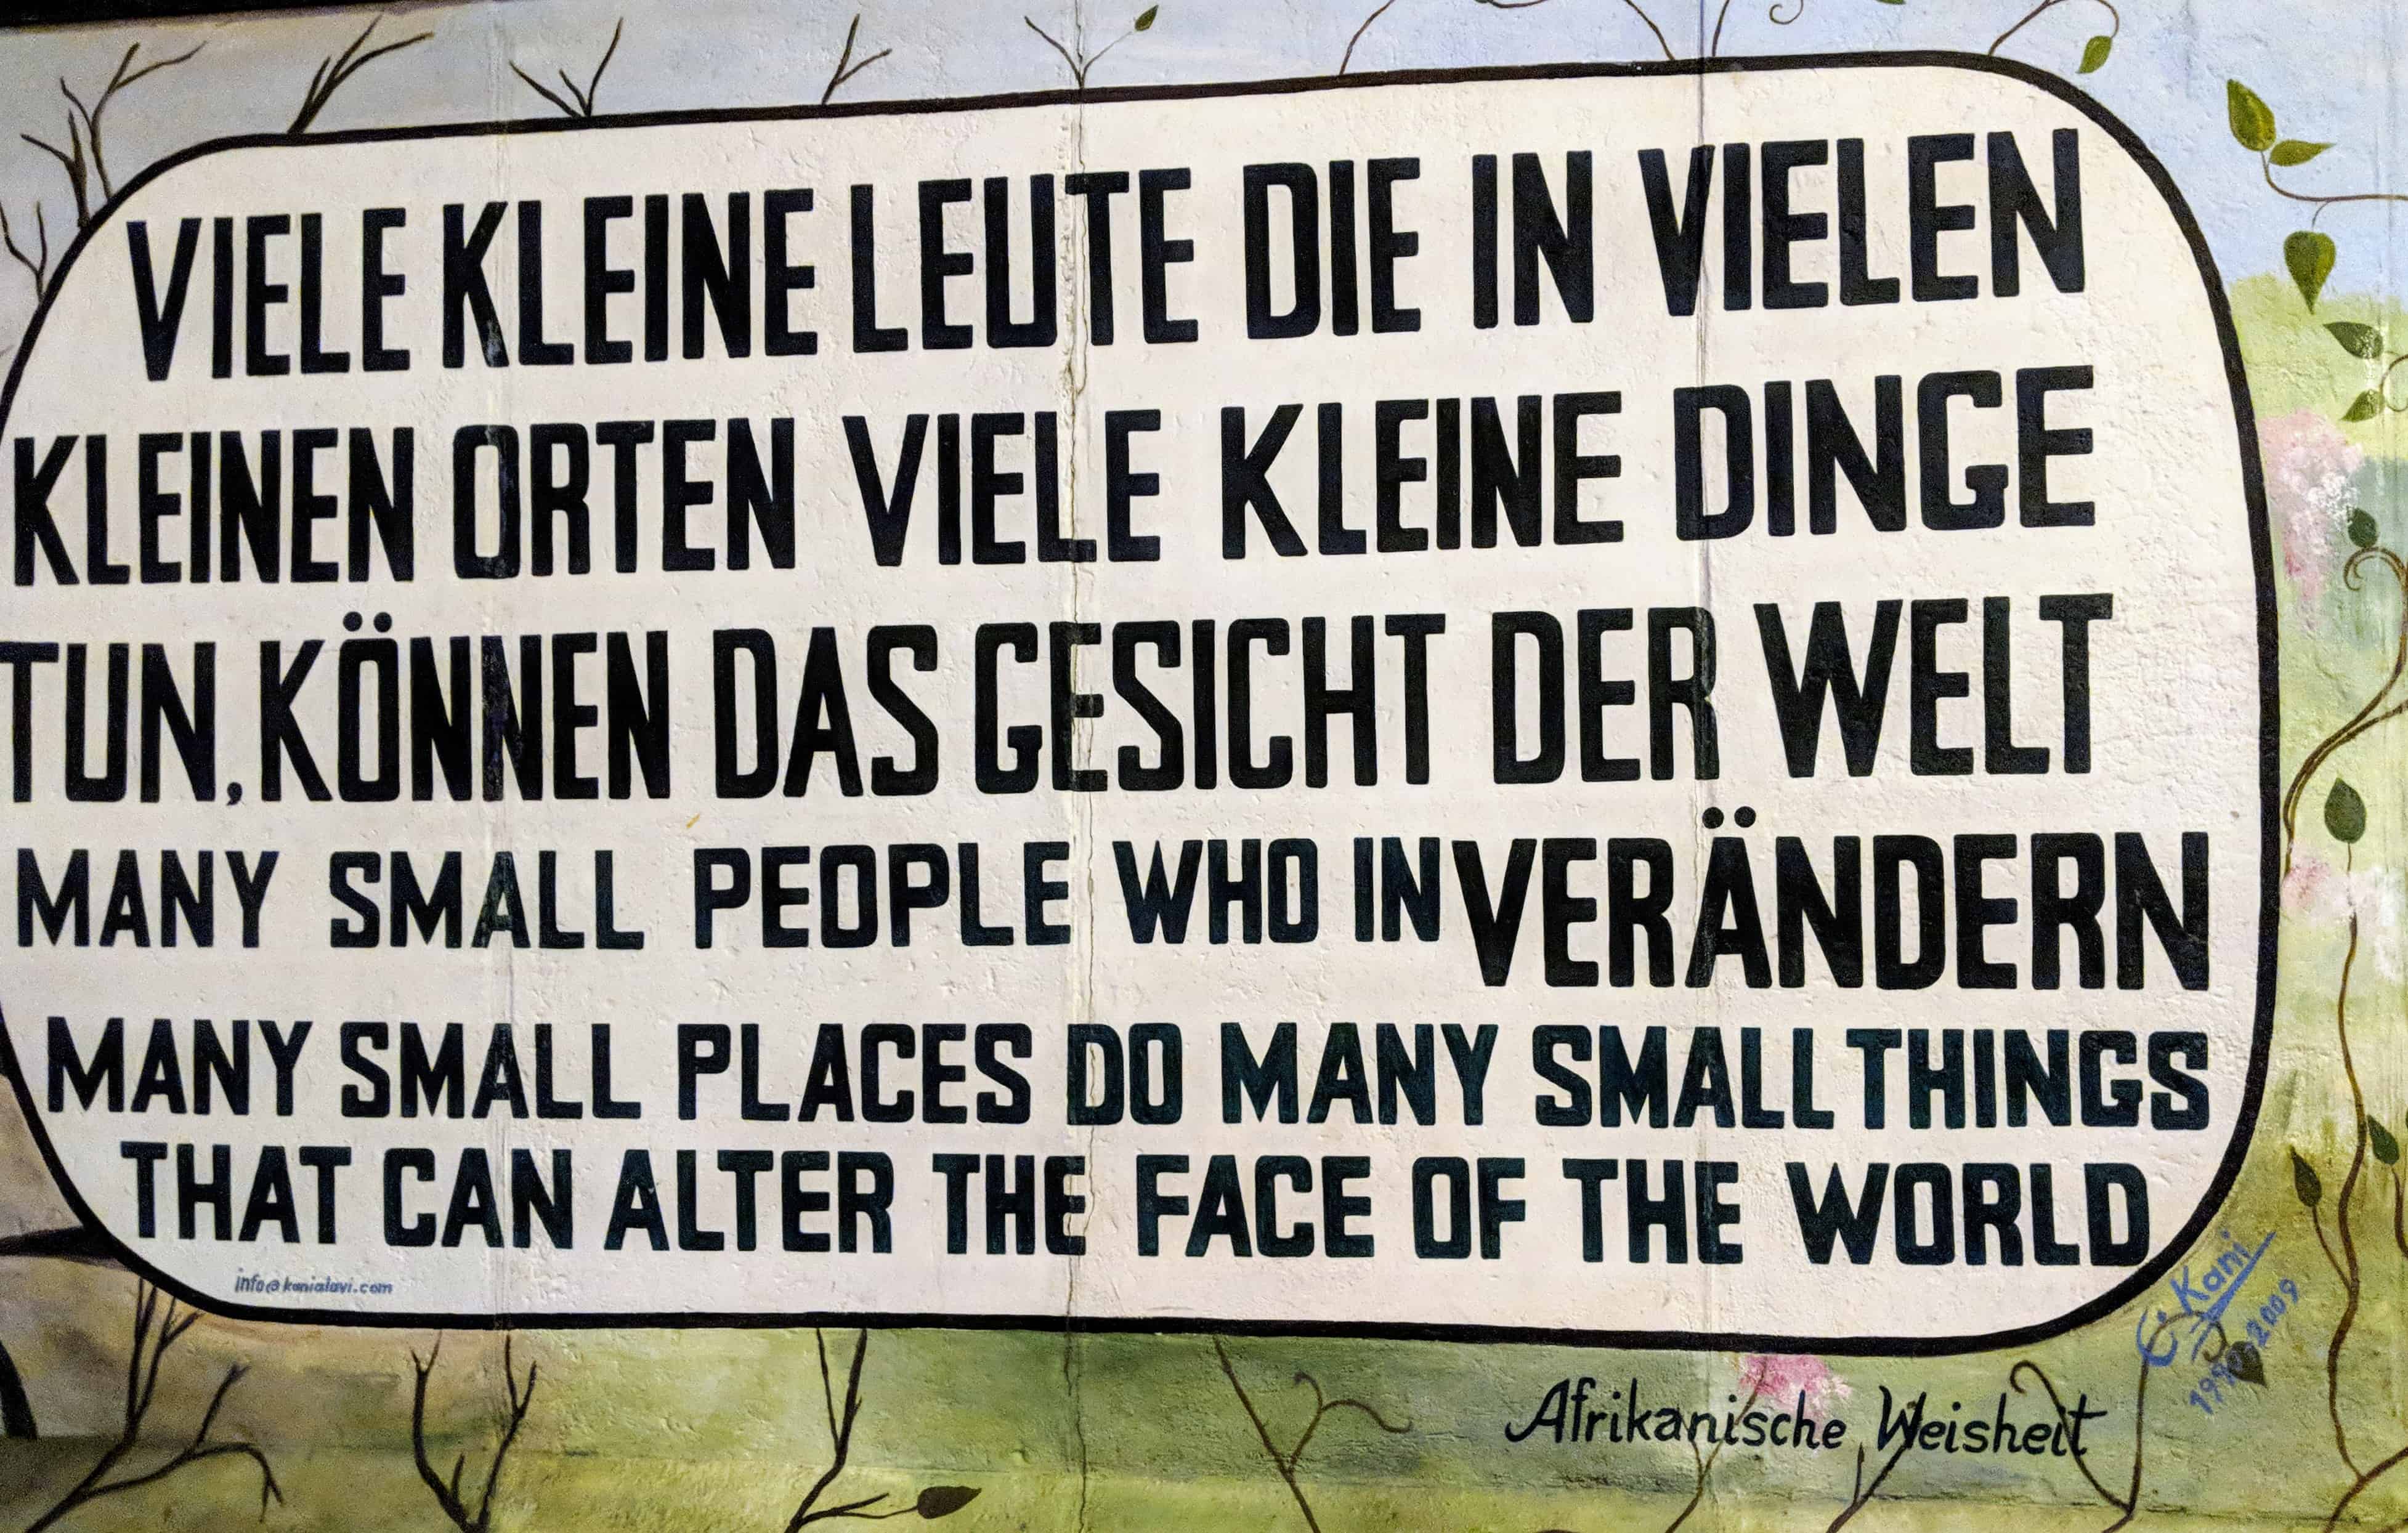 VIELE KLEINE LEUTE DIE IN VIELEN
KLEINEN ORTEN VIELE KLEINE DINGE
TUN, KÖNNEN DAS GESICHT DER WELT
VERÄNDERN
MANY SMALL PEOPLE WHO IN
MANY SMALL PLACES DO MANY SMALL THINGS
THAT CAN ALTER THE FACE OF THE WORLD
info@kanialavi.com
Kani
1990-2009
Afrikanische Weisheit